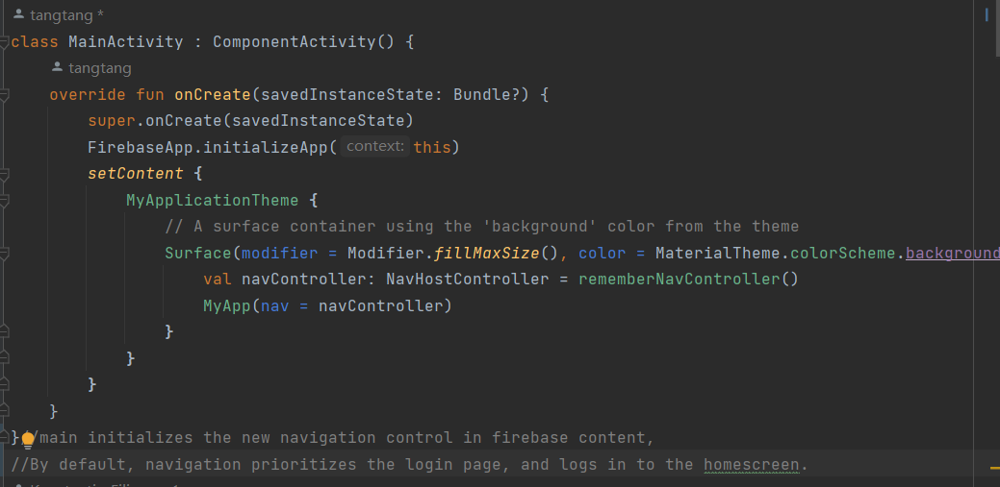 tangtang *
class MainActivity : ComponentActivity() {
tangtang
override fun onCreate(savedInstanceState: Bundle?) {
super.onCreate(savedInstanceState)
FirebaseApp.initializeApp( context: this)
setContent {
MyApplicationTheme {
// A surface container using the 'background' color from the theme
Surface(modifier = Modifier.fillMaxSize(), color = MaterialTheme.colorScheme.background
val navController: NavHostController = rememberNavController()
MyApp(nav = navController)
}
}
}
}
}//main initializes the new navigation control in firebase content,
//By default, navigation prioritizes the login page, and logs in to the homescreen.